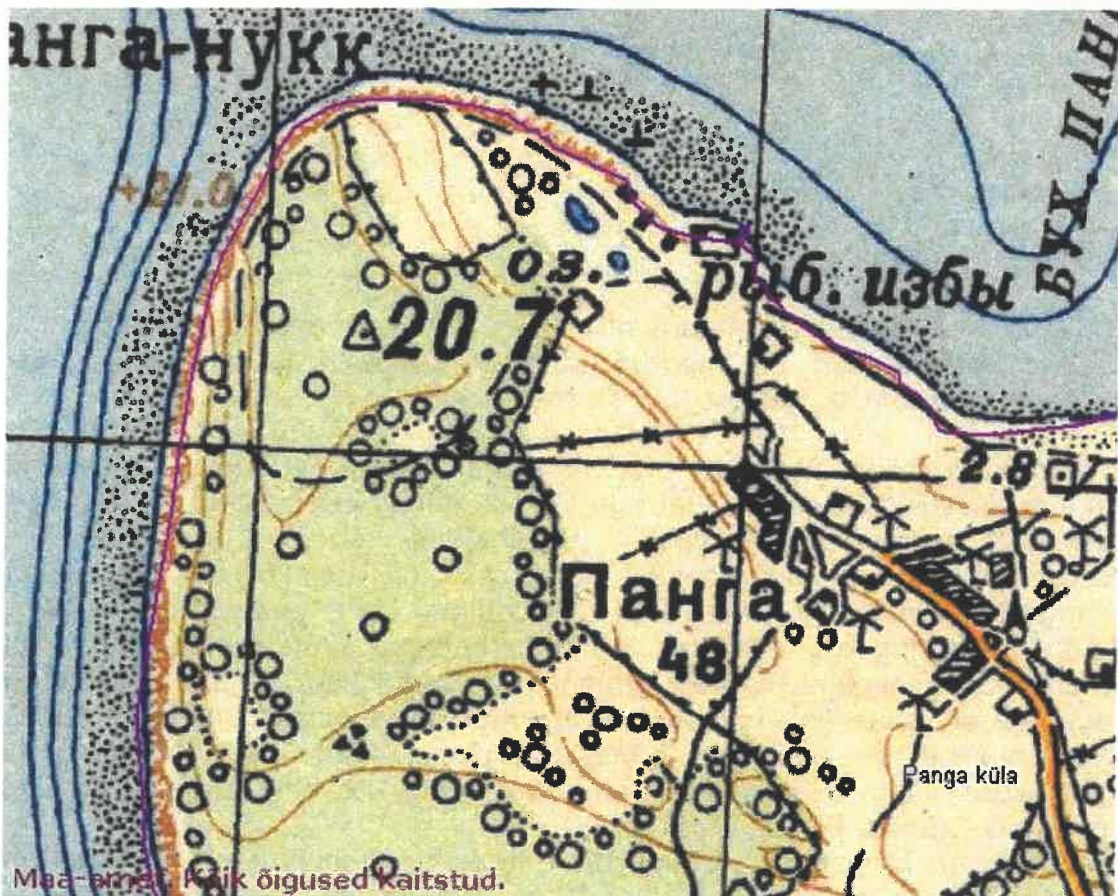 анга-нукк
БУХ. ПАН
+21.0
оз.
рыб. избы
20.7
2.8
Панга
48
Panga küla
Maa-amet. Kõik õigused kaitstud.